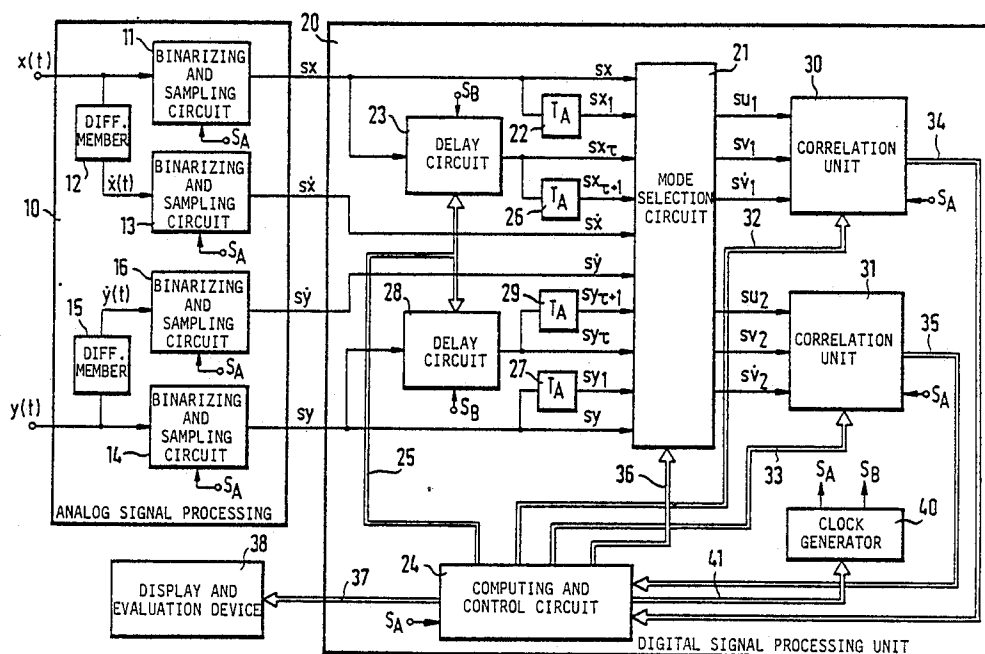 x(t)
11
BINARIZING
AND
SAMPLING
CIRCUIT
sx
S_A
DIFF.
MEMBER
12
ẋ(t)
BINARIZING
AND
SAMPLING
CIRCUIT
13
sẋ
S_A
10
16
BINARIZING
AND
SAMPLING
CIRCUIT
sẏ
S_A
15
ẏ(t)
DIFF.
MEMBER
y(t)
BINARIZING
AND
SAMPLING
CIRCUIT
14
sy
S_A
ANALOG SIGNAL PROCESSING
20
23
S_B
DELAY
CIRCUIT
sx
T_A
22
sx_1
sx_τ
T_A
26
sx_τ+1
sẋ
sẏ
28
DELAY
CIRCUIT
S_B
29
T_A
sy_τ+1
sy_τ
27
T_A
sy_1
sy
25
21
MODE
SELECTION
CIRCUIT
36
su_1
sv_1
sv̇_1
30
CORRELATION
UNIT
34
S_A
32
su_2
sv_2
sv̇_2
31
CORRELATION
UNIT
35
S_A
33
S_A
S_B
CLOCK
GENERATOR
40
24
COMPUTING AND
CONTROL CIRCUIT
S_A
41
37
38
DISPLAY AND
EVALUATION DEVICE
DIGITAL SIGNAL PROCESSING UNIT